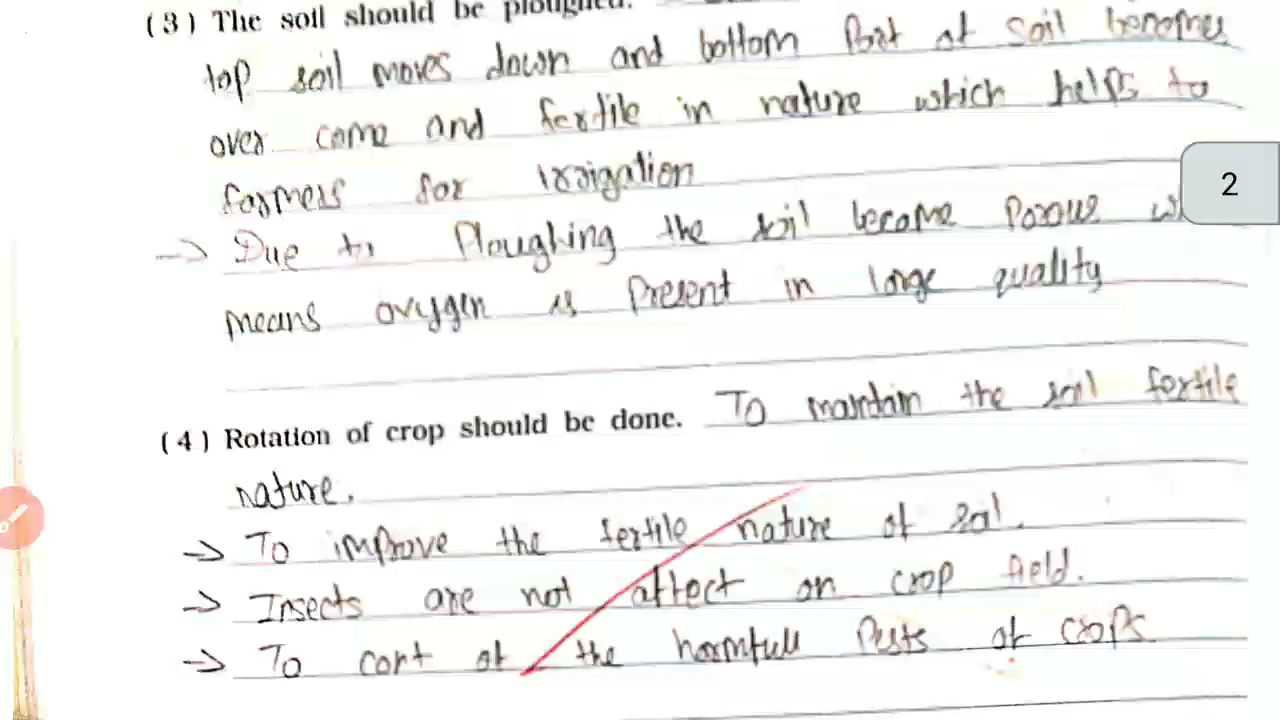 (3) The soil should be ploughed.
top soil moves down and bottom Part of soil becomes
over come and fertile in nature which helps to
farmers for irrigation
2
→ Due to Ploughing the soil become Porous
means oxygen is Present in large quality
(4) Rotation of crop should be done. To maintain the soil fertile
nature.
→ To improve the fertile nature of soil.
→ Insects are not affect on crop field.
→ To cont of the harmfull Pests of crops